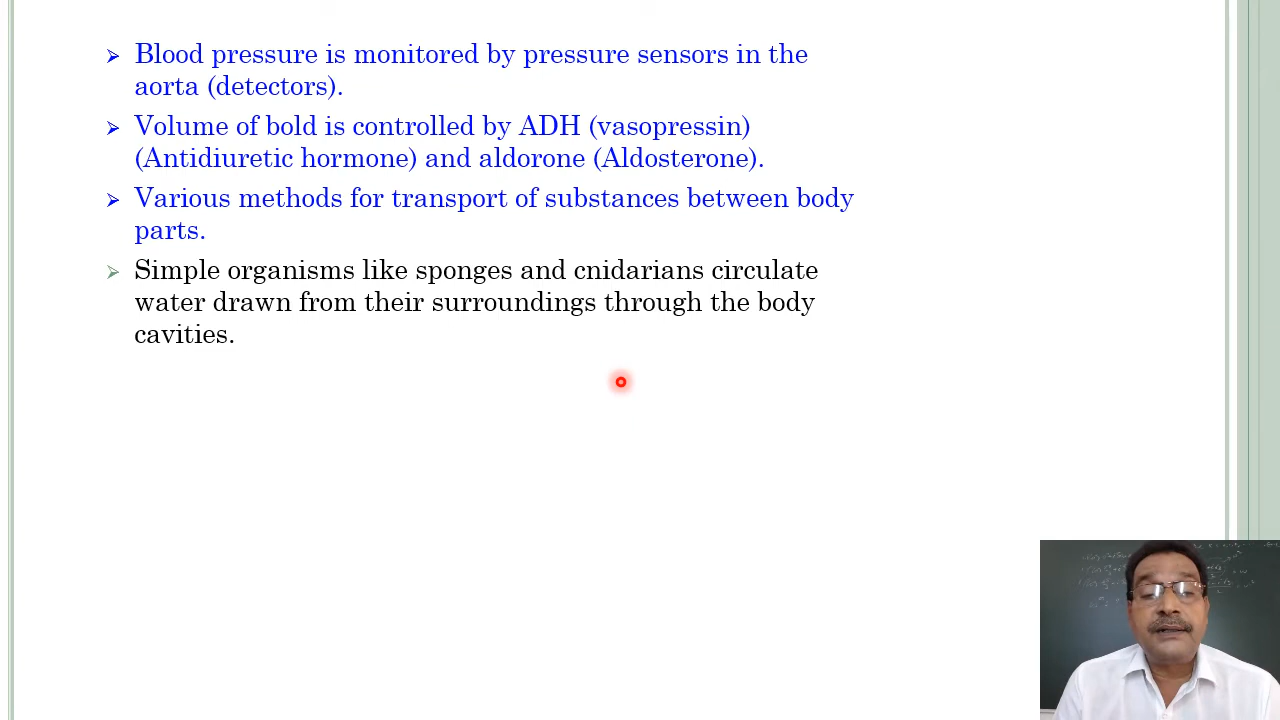 Blood pressure is monitored by pressure sensors in the
aorta (detectors).
Volume of bold is controlled by ADH (vasopressin)
(Antidiuretic hormone) and aldorone (Aldosterone).
Various methods for transport of substances between body
parts.
Simple organisms like sponges and cnidarians circulate
water drawn from their surroundings through the body
cavities.